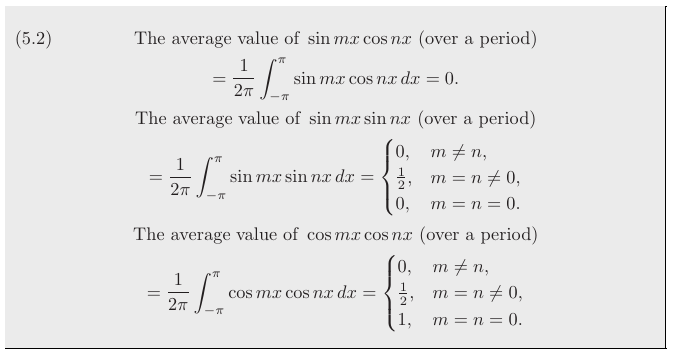 (5.2) The average value of sin mx cos nx (over a period)
= \frac{1}{2\pi} \int_{-\pi}^{\pi} sin mx cos nx dx = 0.
The average value of sin mx sin nx (over a period)
= \frac{1}{2\pi} \int_{-\pi}^{\pi} sin mx sin nx dx = \begin{cases} 0, & m \neq n, \\ \frac{1}{2}, & m = n \neq 0, \\ 0, & m = n = 0. \end{cases}
The average value of cos mx cos nx (over a period)
= \frac{1}{2\pi} \int_{-\pi}^{\pi} cos mx cos nx dx = \begin{cases} 0, & m \neq n, \\ \frac{1}{2}, & m = n \neq 0, \\ 1, & m = n = 0. \end{cases}